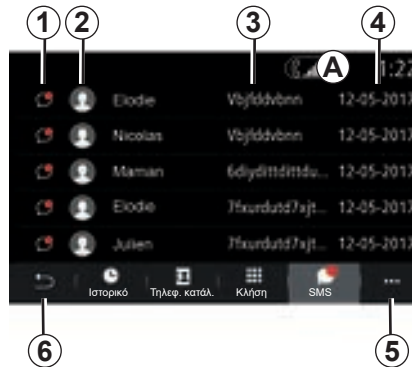 1 2 3 4
A 1:22
Elodie Vbjfddvbnn 12-05-2017
Nicolas Vbjfddvbnn 12-05-2017
Maman 6diydittdittdu... 12-05-2017
Elodie 7fxurdutd7xjt... 12-05-2017
Julien 7fxurdutd7xjt... 12-05-2017
Ιστορικό Τηλεφ. κατάλ. Κλήση SMS ...
6 5